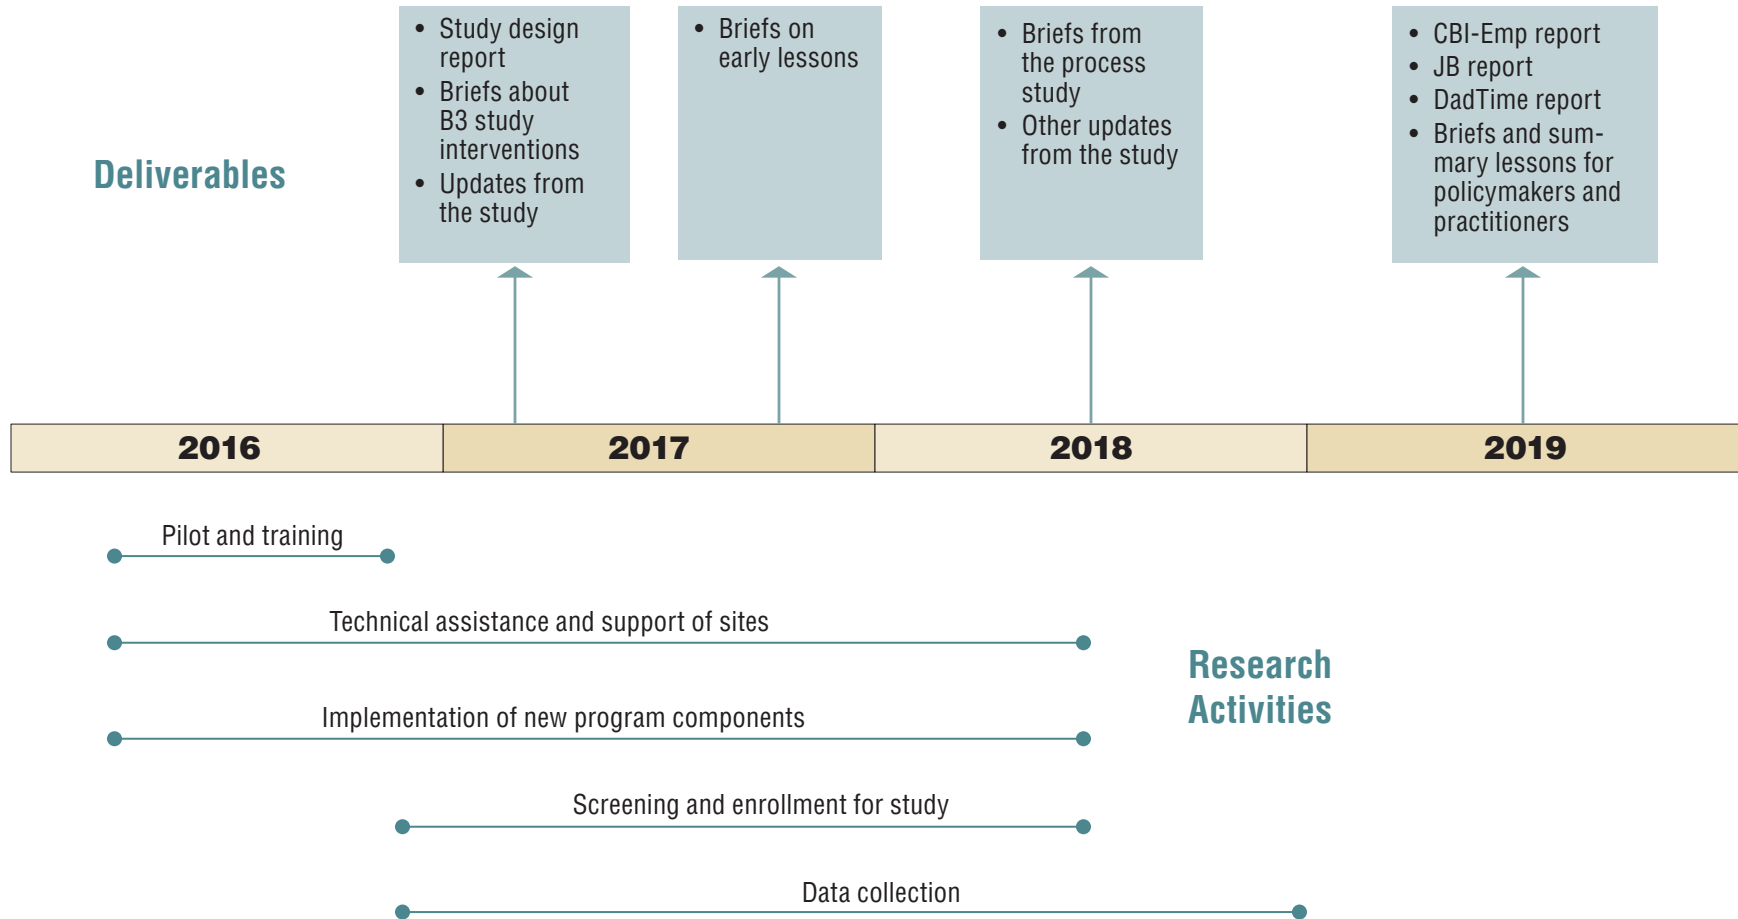 • Study design
report
• Briefs about
B3 study
interventions
• Updates from
the study
• Briefs on
early lessons
• Briefs from
the process
study
• Other updates
from the study
• CBI-Emp report
• JB report
• DadTime report
• Briefs and sum-
mary lessons for
policymakers and
practitioners
Deliverables
2016
2017
2018
2019
Pilot and training
Technical assistance and support of sites
Research
Activities
Implementation of new program components
Screening and enrollment for study
Data collection